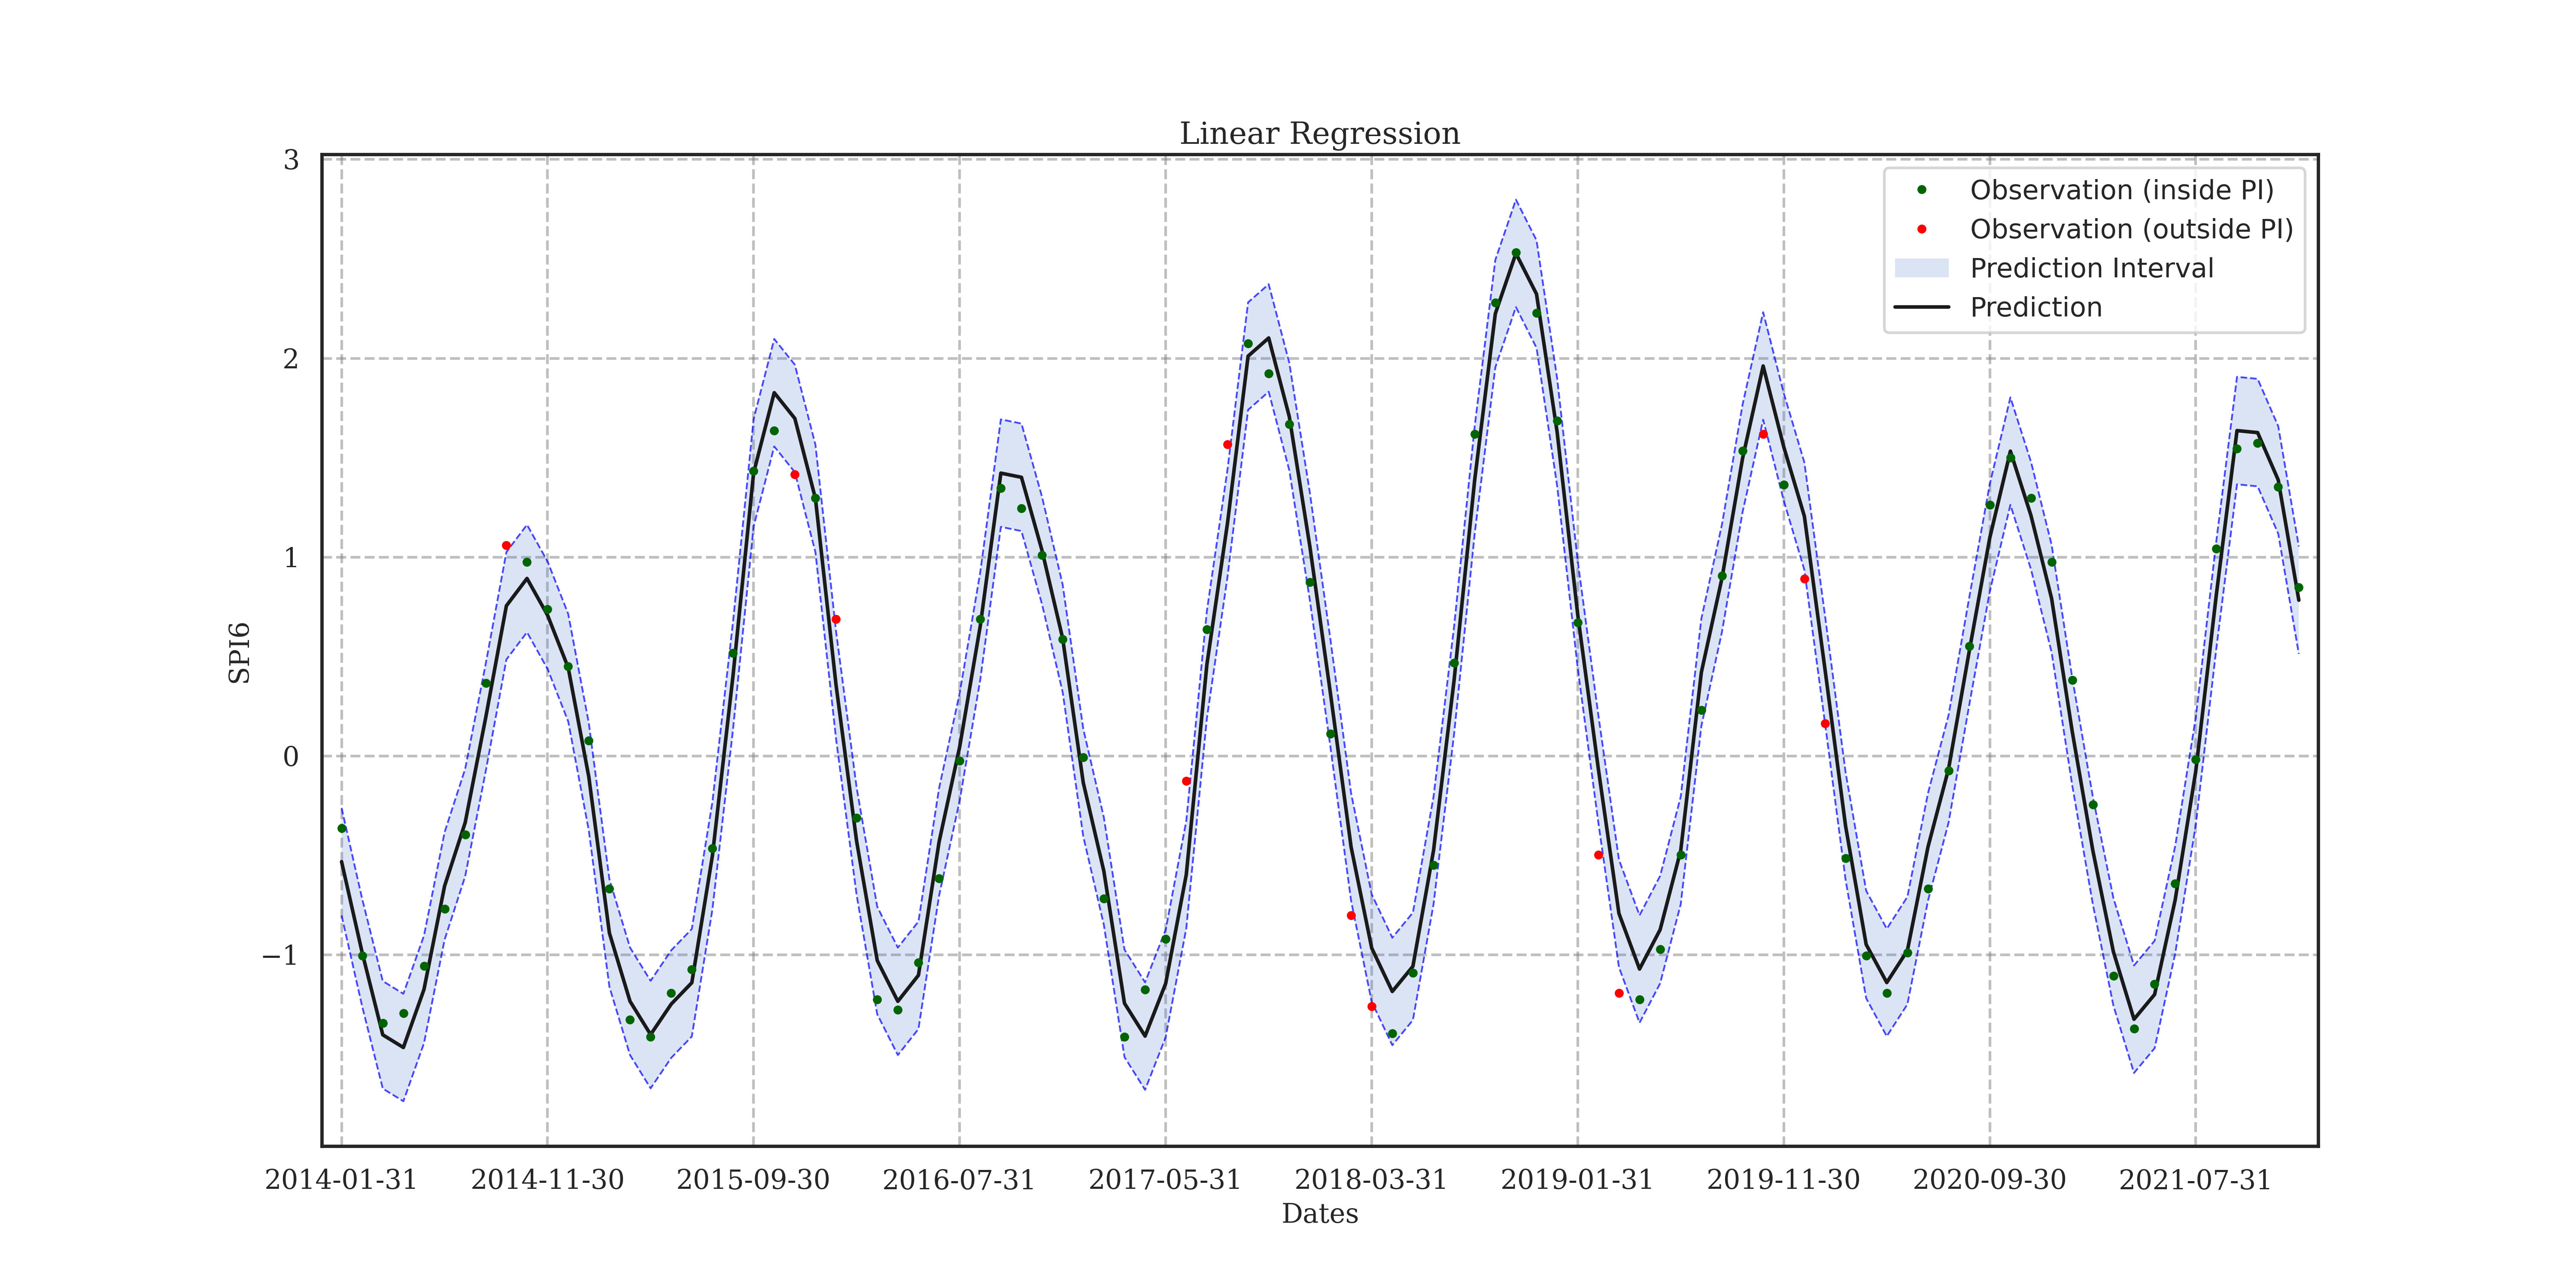 Linear Regression
3
2
1
0
−1
SPI6
Observation (inside PI)
Observation (outside PI)
Prediction Interval
Prediction
2014-01-31 2014-11-30 2015-09-30 2016-07-31 2017-05-31 2018-03-31 2019-01-31 2019-11-30 2020-09-30 2021-07-31
Dates